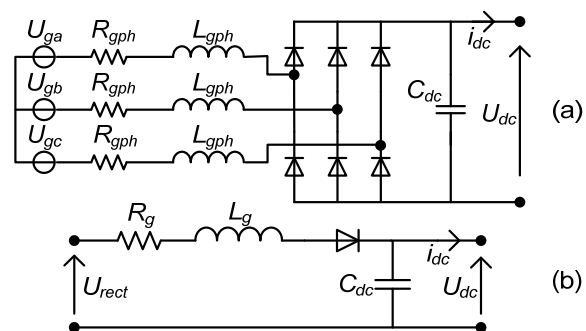 U_ga R_gph L_gph
U_gb R_gph L_gph
U_gc R_gph L_gph
i_dc
C_dc
U_dc
(a)
R_g L_g
i_dc
U_rect
C_dc
U_dc
(b)